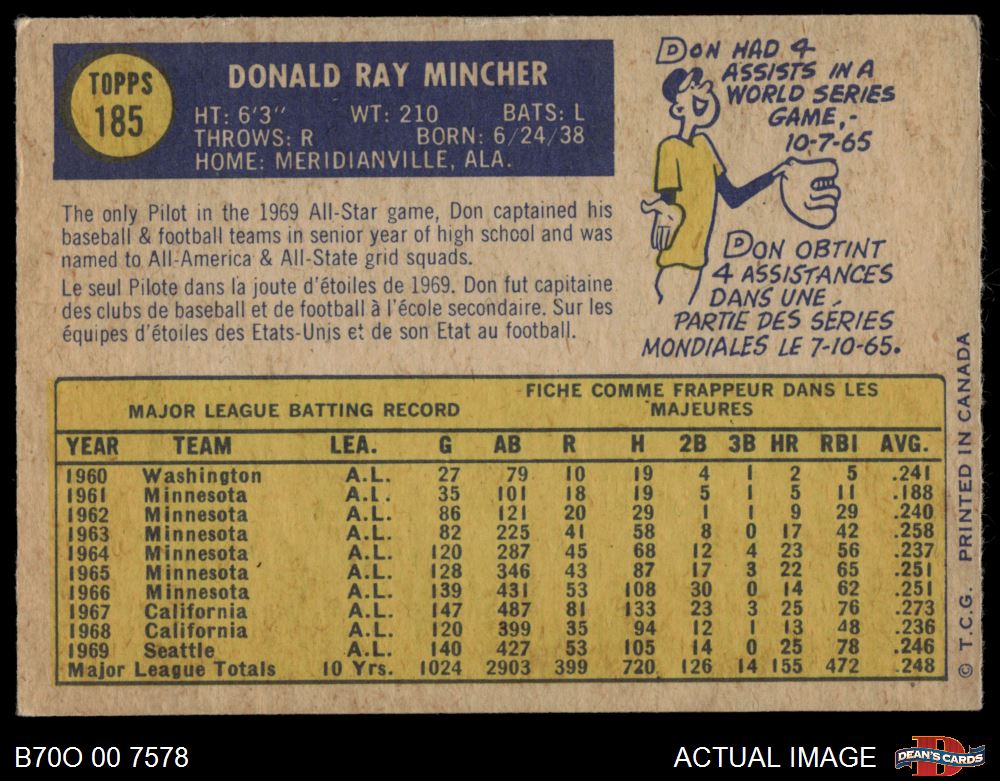 TOPPS
185
DONALD RAY MINCHER
HT: 6'3" WT: 210 BATS: L
THROWS: R BORN: 6/24/38
HOME: MERIDIANVILLE, ALA.
The only Pilot in the 1969 All-Star game, Don captained his
baseball & football teams in senior year of high school and was
named to All-America & All-State grid squads.
Le seul Pilote dans la joute d'étoiles de 1969. Don fut capitaine
des clubs de baseball et de football à l'école secondaire. Sur les
équipes d'étoiles des Etats-Unis et de son Etat au football.
DON HAD 4
ASSISTS IN A
WORLD SERIES
GAME,-
10-7-65
DON OBTINT
4 ASSISTANCES
DANS UNE
PARTIE DES SÉRIES
MONDIALES LE 7-10-65.
MAJOR LEAGUE BATTING RECORD
FICHE COMME FRAPPEUR DANS LES
MAJEURES
YEAR TEAM LEA. G AB R H 2B 3B HR RBI AVG.
1960 Washington A.L. 27 79 10 19 4 1 2 5 .241
1961 Minnesota A.L. 35 101 18 19 5 1 5 11 .188
1962 Minnesota A.L. 86 121 20 29 1 1 9 29 .240
1963 Minnesota A.L. 82 225 41 58 8 0 17 42 .258
1964 Minnesota A.L. 120 287 45 68 12 4 23 56 .237
1965 Minnesota A.L. 128 346 43 87 17 3 22 65 .251
1966 Minnesota A.L. 139 431 53 108 30 0 14 62 .251
1967 California A.L. 147 487 81 133 23 3 25 76 .273
1968 California A.L. 120 399 35 94 12 1 13 48 .236
1969 Seattle A.L. 140 427 53 105 14 0 25 78 .246
Major League Totals 10 Yrs. 1024 2903 399 720 126 14 155 472 .248
© T.C.G. PRINTED IN CANADA
B70O 00 7578
ACTUAL IMAGE
D
DEAN'S CARDS